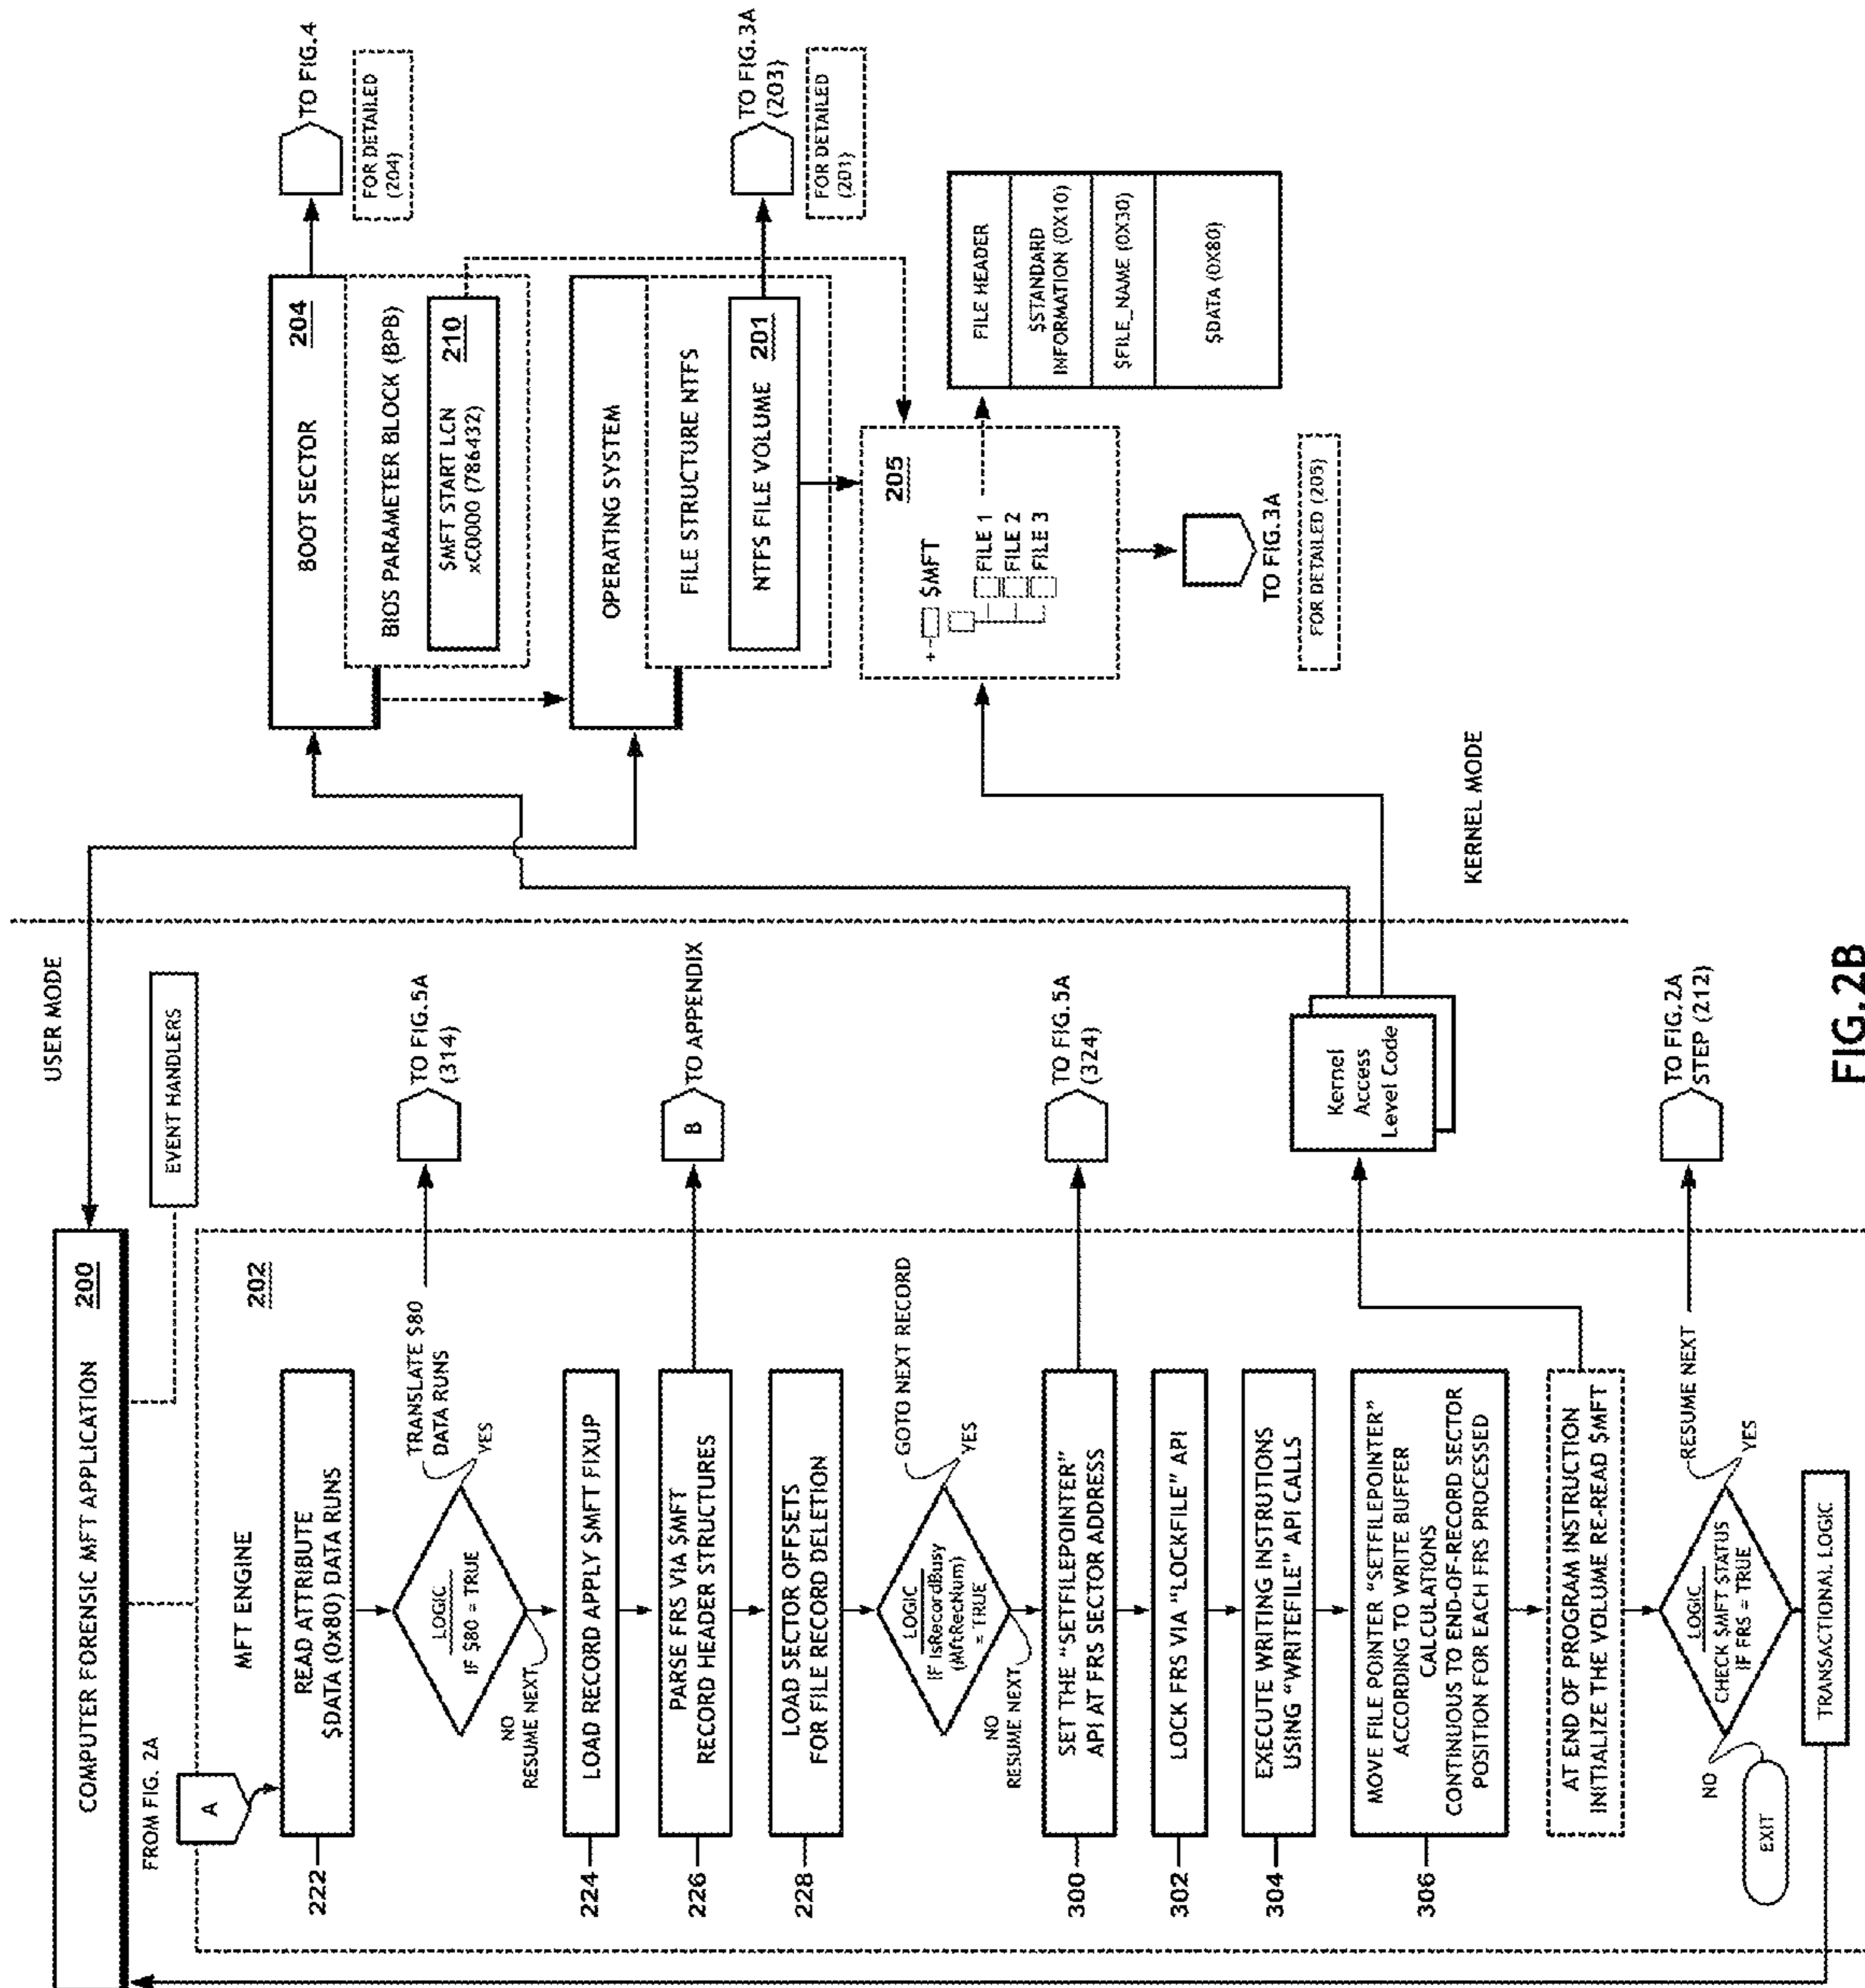 USER MODE
COMPUTER FORENSIC MFT APPLICATION
200
EVENT HANDLERS
FROM FIG. 2A
A
202
MFT ENGINE
222
READ ATTRIBUTE
$DATA (0x80) DATA RUNS
LOGIC
IF $80 = TRUE
TRANSLATE $80
DATA RUNS
YES
TO FIG.5A
(314)
NO
RESUME NEXT
224
LOAD RECORD APPLY $MFT FIXUP
226
PARSE FRS VIA $MFT
RECORD HEADER STRUCTURES
B
TO APPENDIX
228
LOAD SECTOR OFFSETS
FOR FILE RECORD DELETION
LOGIC
IF IsRecordBusy
(MftRecNum)
= TRUE
GOTO NEXT RECORD
YES
NO
RESUME NEXT
300
SET THE "SETFILEPOINTER"
API AT FRS SECTOR ADDRESS
TO FIG.5A
(324)
302
LOCK FRS VIA "LOCKFILE" API
304
EXECUTE WRITING INSTRUTIONS
USING "WRITEFILE" API CALLS
306
MOVE FILE POINTER "SETFILEPOINTER"
ACCORDING TO WRITE BUFFER
CALCULATIONS
CONTINUOUS TO END-OF-RECORD SECTOR
POSITION FOR EACH FRS PROCESSED
AT END OF PROGRAM INSTRUCTION
INITIALIZE THE VOLUME RE-READ $MFT
Kernel
Access
Level Code
LOGIC
CHECK $MFT STATUS
IF FRS = TRUE
RESUME NEXT
YES
TO FIG.2A
STEP (212)
NO
EXIT
TRANSACTIONAL LOGIC
BOOT SECTOR
204
TO FIG.4
FOR DETAILED
(204)
BIOS PARAMETER BLOCK (BPB)
$MFT START LCN
210
xC0000 (786432)
OPERATING SYSTEM
FILE STRUCTURE NTFS
NTFS FILE VOLUME 201
TO FIG.3A
(203)
FOR DETAILED
(201)
205
$MFT
FILE 1
FILE 2
FILE 3
FILE HEADER
$STANDARD
INFORMATION (0X10)
$FILE_NAME (0X30)
$DATA (0X80)
TO FIG.3A
FOR DETAILED (205)
KERNEL MODE
FIG.2B